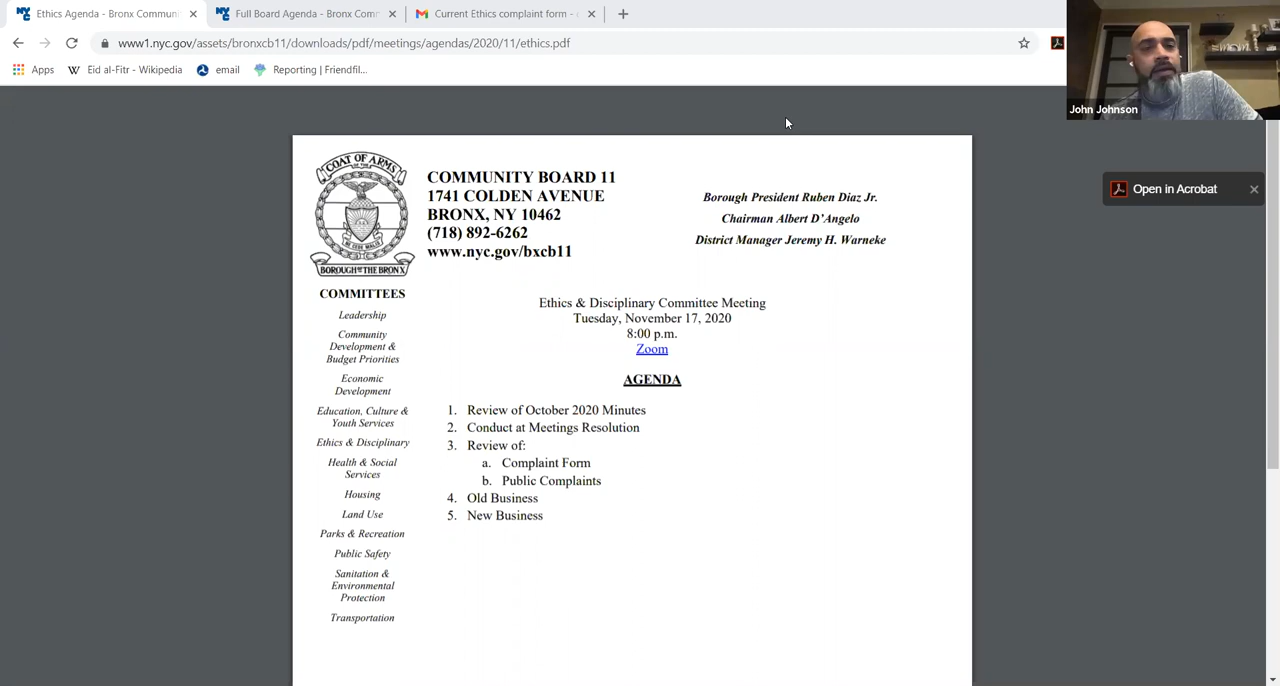 Ethics Agenda - Bronx Communi
Full Board Agenda - Bronx Comm
Current Ethics complaint form -
www1.nyc.gov/assets/bronxcb11/downloads/pdf/meetings/agendas/2020/11/ethics.pdf
Apps
Eid al-Fitr - Wikipedia
email
Reporting | Friendfil...
John Johnson
Open in Acrobat
COAT OF ARMS
NE CEDE MALIS
BOROUGH OF THE BRONX
COMMUNITY BOARD 11
1741 COLDEN AVENUE
BRONX, NY 10462
(718) 892-6262
www.nyc.gov/bxcb11
Borough President Ruben Diaz Jr.
Chairman Albert D'Angelo
District Manager Jeremy H. Warneke
COMMITTEES
Leadership
Community
Development &
Budget Priorities
Economic
Development
Education, Culture &
Youth Services
Ethics & Disciplinary
Health & Social
Services
Housing
Land Use
Parks & Recreation
Public Safety
Sanitation &
Environmental
Protection
Transportation
Ethics & Disciplinary Committee Meeting
Tuesday, November 17, 2020
8:00 p.m.
Zoom
AGENDA
1. Review of October 2020 Minutes
2. Conduct at Meetings Resolution
3. Review of:
a. Complaint Form
b. Public Complaints
4. Old Business
5. New Business